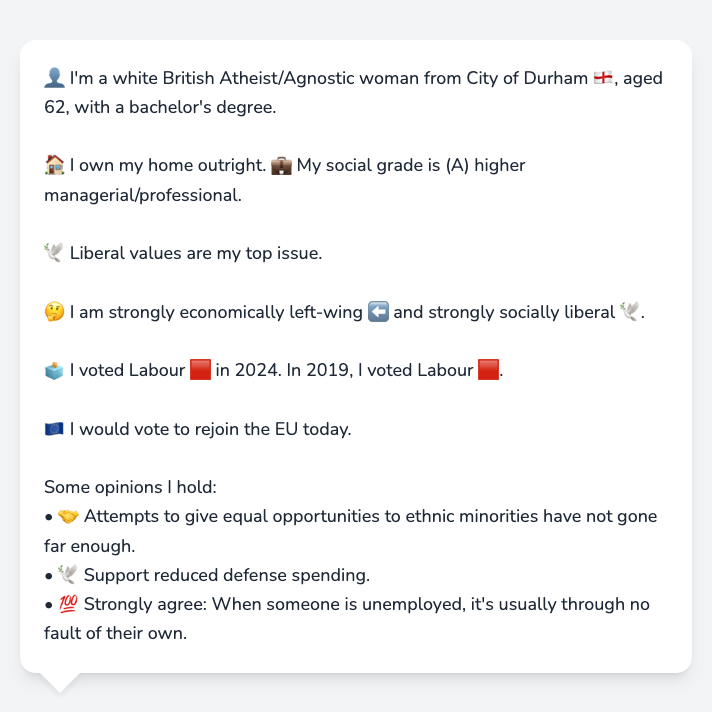 👤 I'm a white British Atheist/Agnostic woman from City of Durham 🏴󠁧󠁢󠁥󠁮󠁧󠁿, aged
62, with a bachelor's degree.
🏠 I own my home outright. 💼 My social grade is (A) higher
managerial/professional.
🕊️ Liberal values are my top issue.
🤔 I am strongly economically left-wing ⬅️ and strongly socially liberal 🕊️.
🗳️ I voted Labour 🟥 in 2024. In 2019, I voted Labour 🟥.
🇪🇺 I would vote to rejoin the EU today.
Some opinions I hold:
• 🤝 Attempts to give equal opportunities to ethnic minorities have not gone
far enough.
• 🕊️ Support reduced defense spending.
• 💯 Strongly agree: When someone is unemployed, it's usually through no
fault of their own.